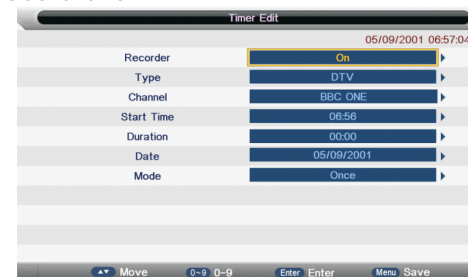 Timer Edit
05/09/2001 06:57:04
Recorder On
Type DTV
Channel BBC ONE
Start Time 06:56
Duration 00:00
Date 05/09/2001
Mode Once
Move 0~9 0~9 Enter Enter Menu Save